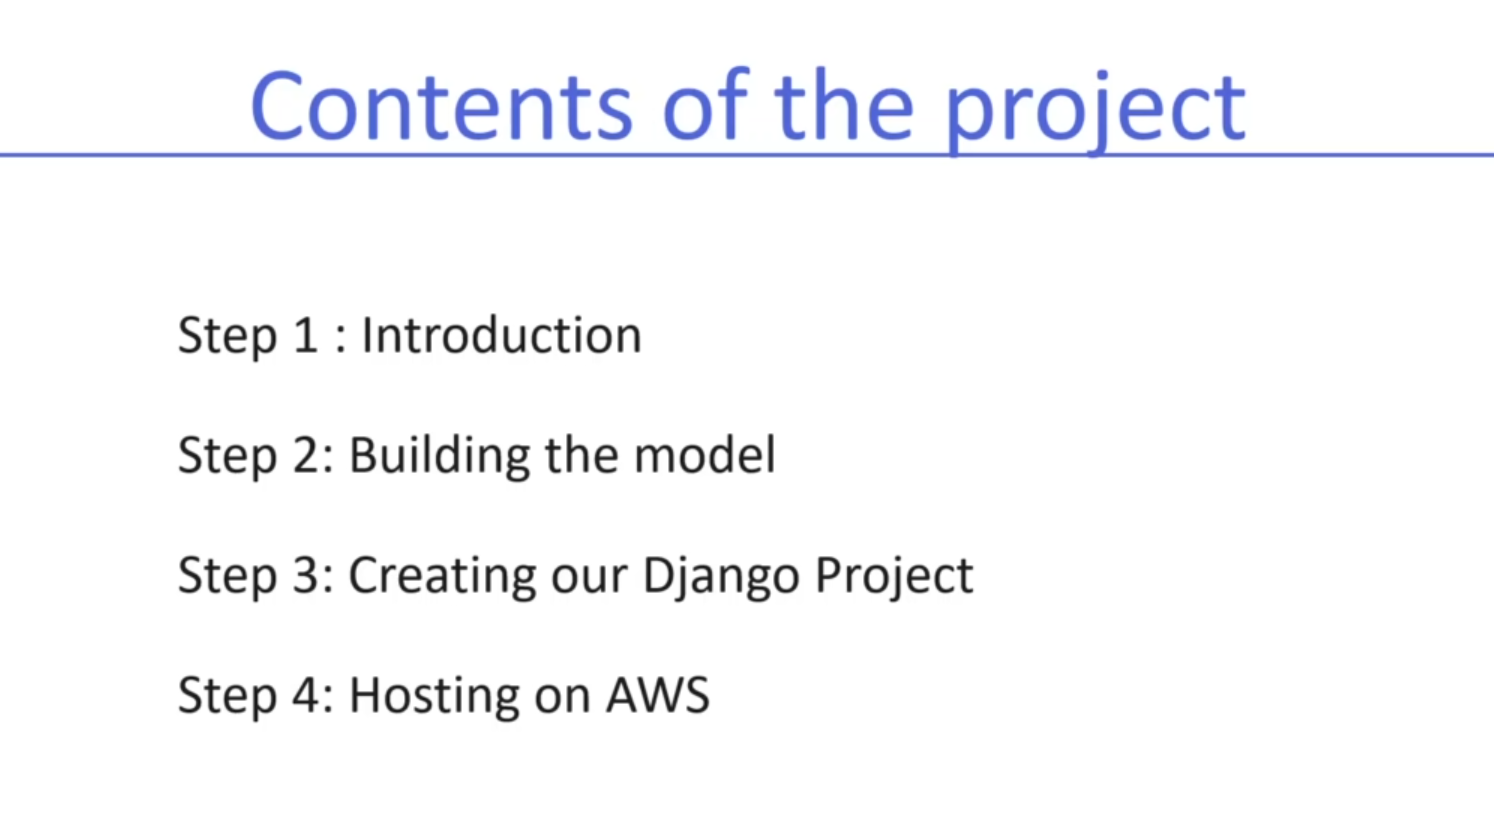 Contents of the project
Step 1 : Introduction
Step 2: Building the model
Step 3: Creating our Django Project
Step 4: Hosting on AWS